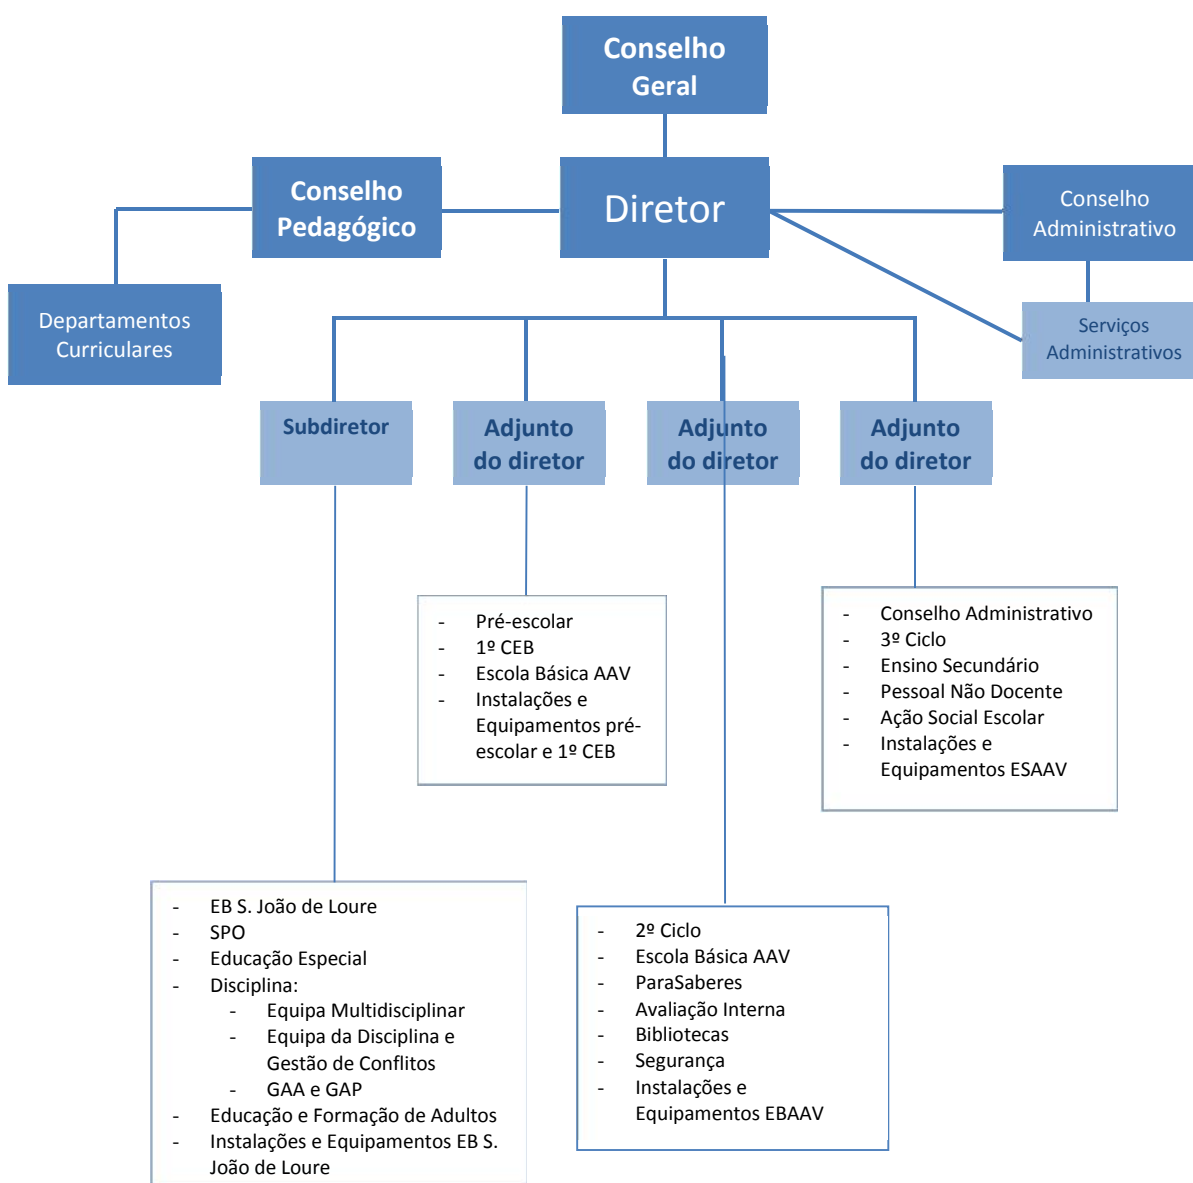 Conselho
Geral
Conselho
Pedagógico
Diretor
Conselho
Administrativo
Departamentos
Curriculares
Serviços
Administrativos
Subdiretor
Adjunto
do diretor
Adjunto
do diretor
Adjunto
do diretor
- Pré-escolar
- 1º CEB
- Escola Básica AAV
- Instalações e
Equipamentos pré-
escolar e 1º CEB
- Conselho Administrativo
- 3º Ciclo
- Ensino Secundário
- Pessoal Não Docente
- Ação Social Escolar
- Instalações e
Equipamentos ESAAV
- EB S. João de Loure
- SPO
- Educação Especial
- Disciplina:
- Equipa Multidisciplinar
- Equipa da Disciplina e
Gestão de Conflitos
- GAA e GAP
- Educação e Formação de Adultos
- Instalações e Equipamentos EB S.
João de Loure
- 2º Ciclo
- Escola Básica AAV
- ParaSaberes
- Avaliação Interna
- Bibliotecas
- Segurança
- Instalações e
Equipamentos EBAAV